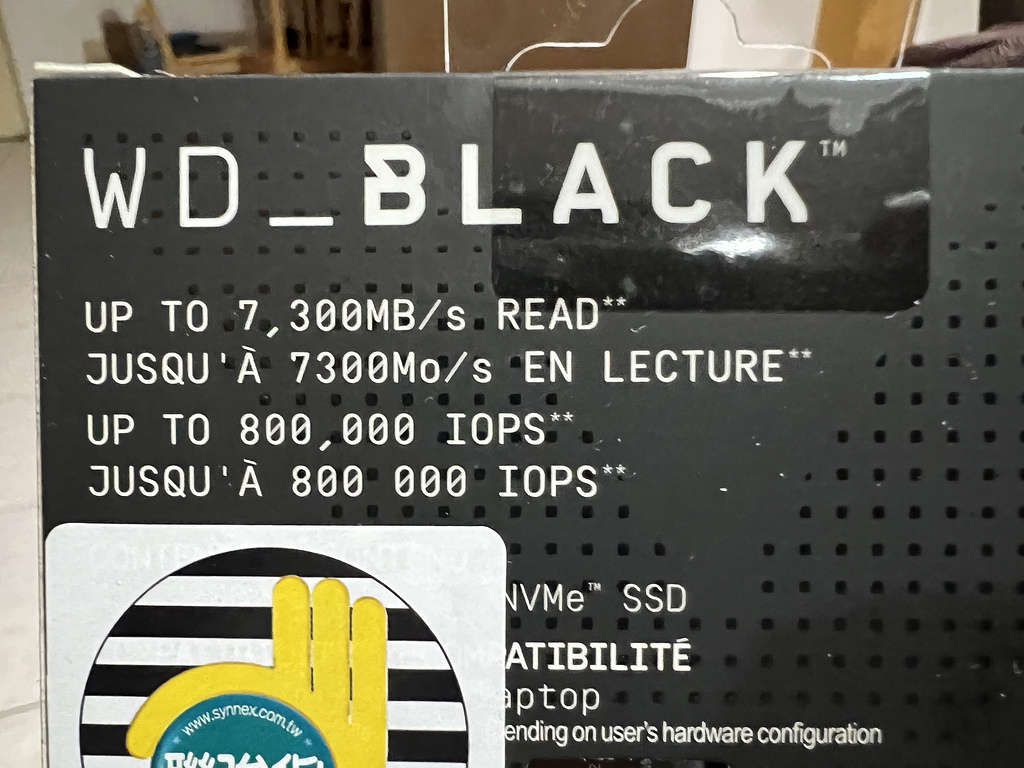 WD_BLACK™
UP TO 7,300MB/s READ**
JUSQU'À 7300Mo/s EN LECTURE**
UP TO 800,000 IOPS**
JUSQU'À 800 000 IOPS**
NVMe™ SSD
ATIBILITÉ
aptop
ending on user's hardware configuration
www.synnex.com.tw